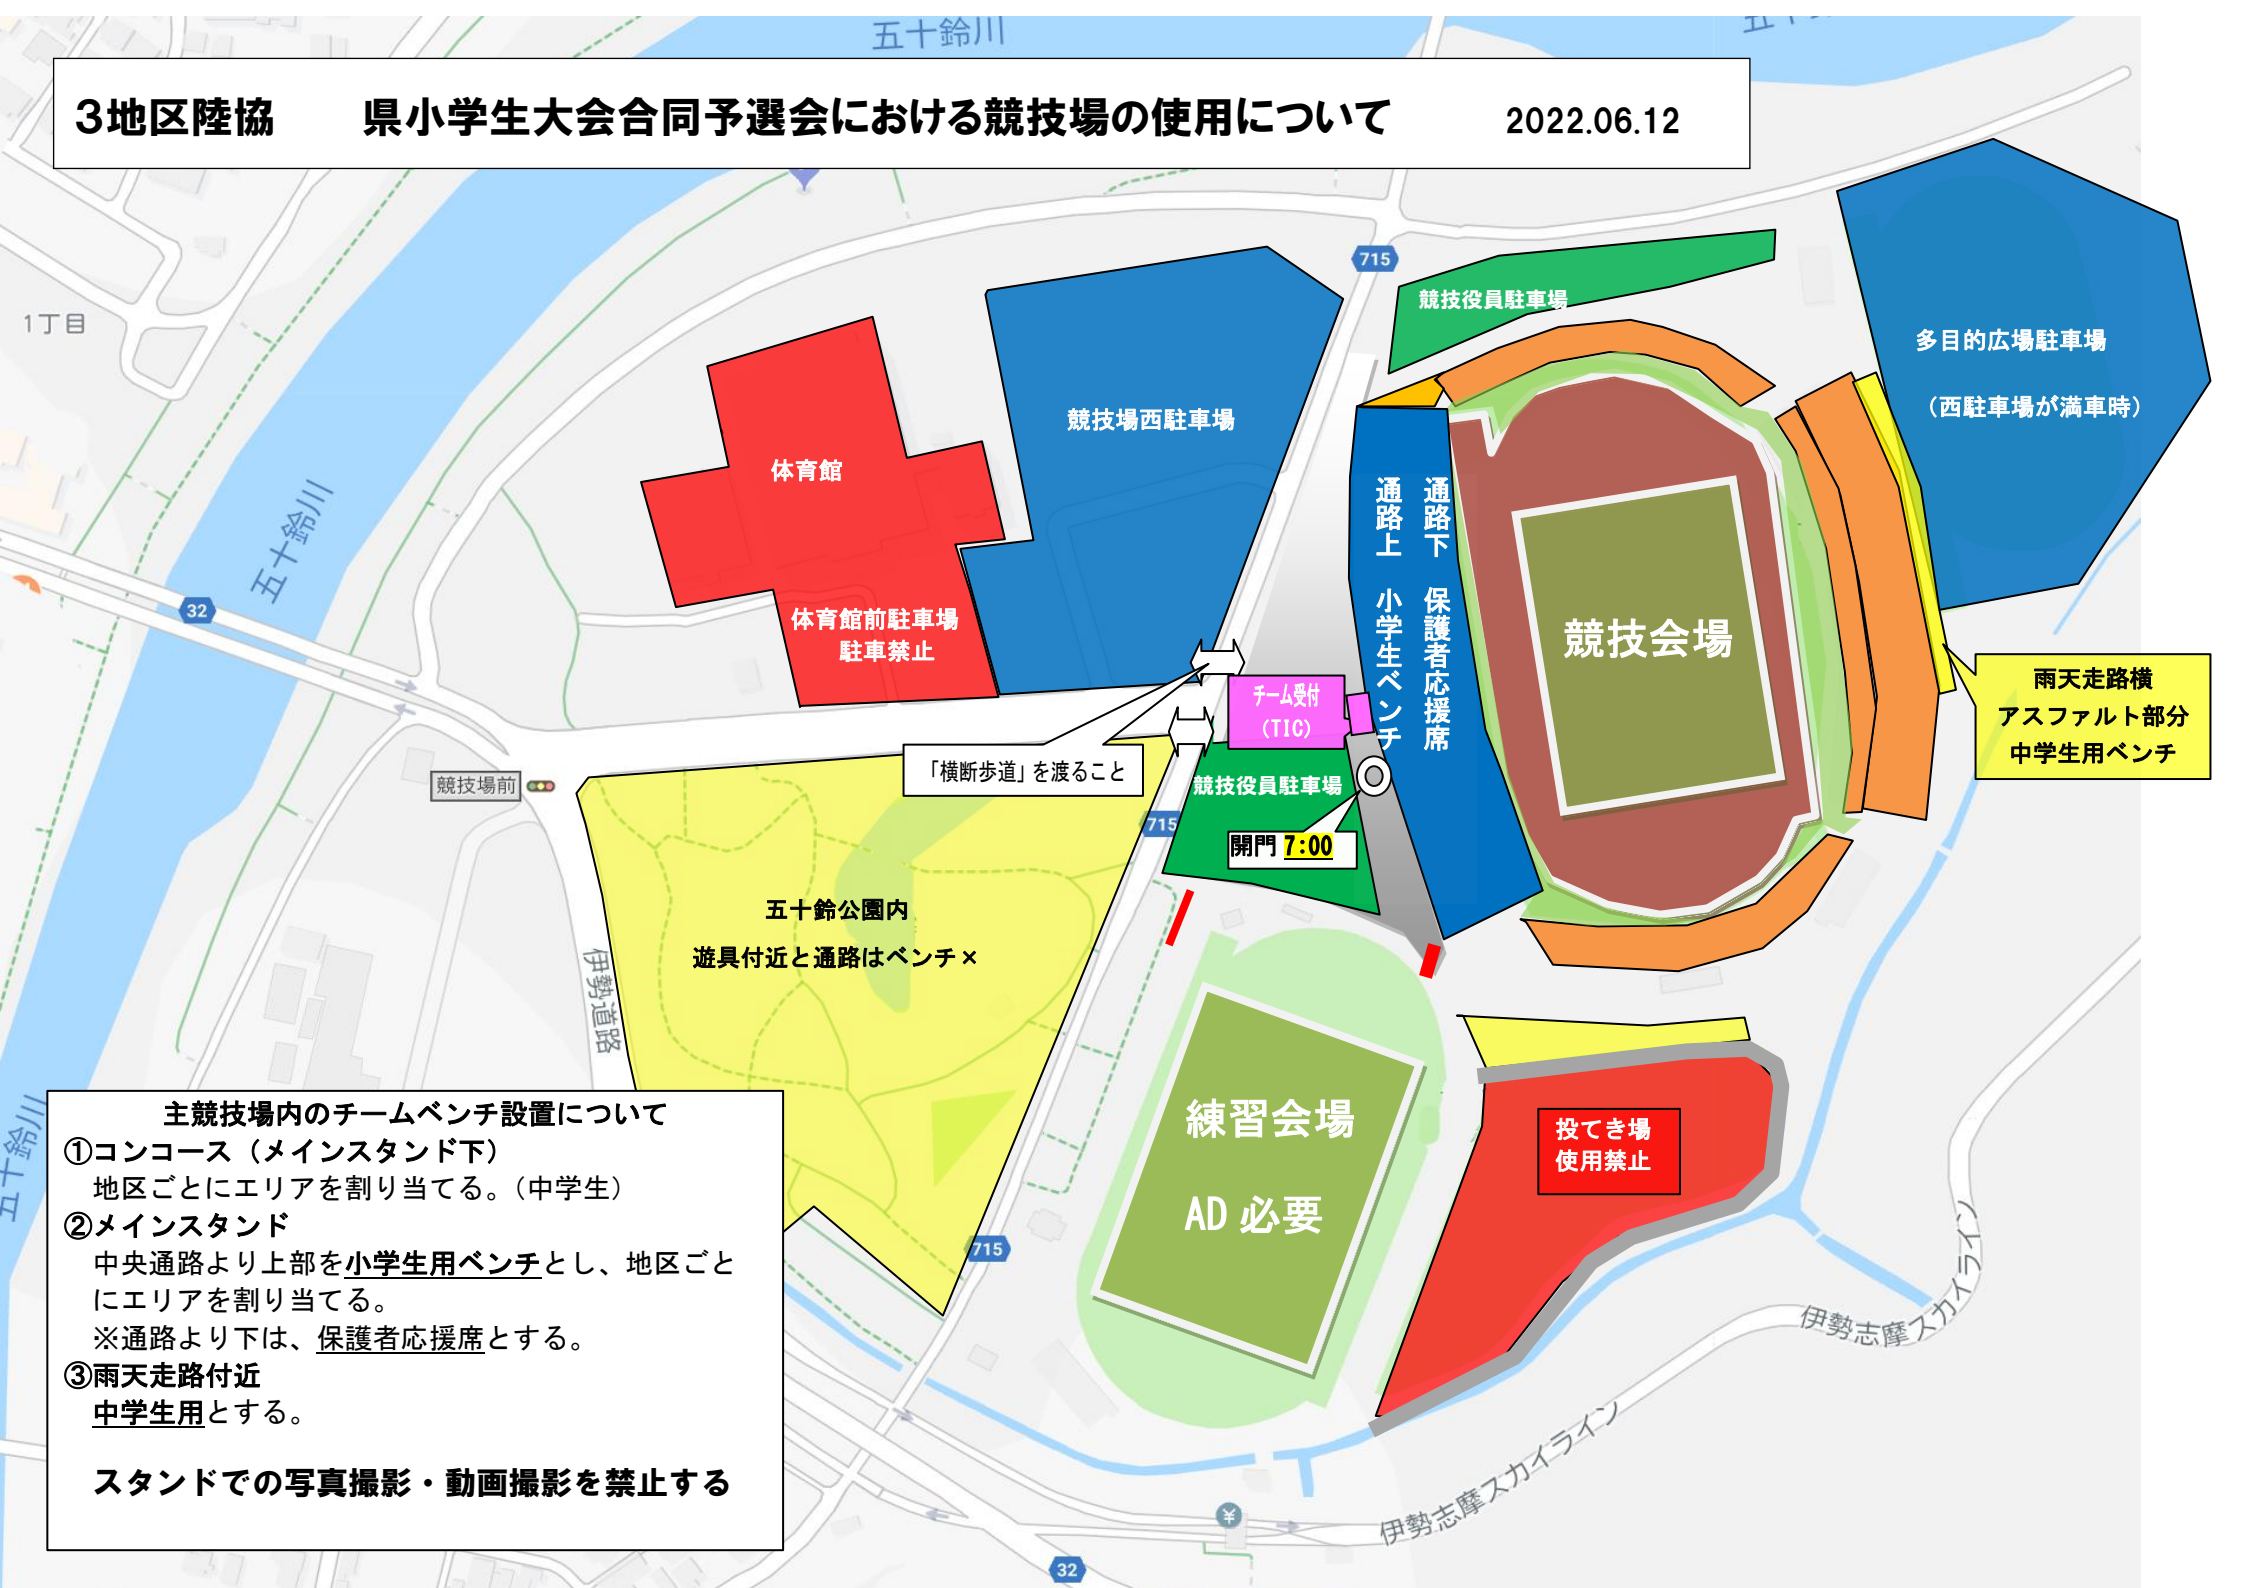 五十鈴川
3地区陸協　県小学生大会合同予選会における競技場の使用について　2022.06.12
715
競技役員駐車場
1丁目
多目的広場駐車場
（西駐車場が満車時）
競技場西駐車場
体育館
五十鈴川
32
体育館前駐車場
駐車禁止
通路下　保護者応援席
通路上　小学生ベンチ
競技会場
チーム受付
(TIC)
雨天走路横
アスファルト部分
中学生用ベンチ
「横断歩道」を渡ること
競技場前
競技役員駐車場
715
開門 7:00
五十鈴公園内
遊具付近と通路はベンチ×
伊勢道路
練習会場
AD 必要
投てき場
使用禁止
715
五十鈴川
主競技場内のチームベンチ設置について
①コンコース（メインスタンド下）
地区ごとにエリアを割り当てる。（中学生）
②メインスタンド
中央通路より上部を小学生用ベンチとし、地区ごと
にエリアを割り当てる。
※通路より下は、保護者応援席とする。
③雨天走路付近
中学生用とする。
スタンドでの写真撮影・動画撮影を禁止する
伊勢志摩スカイライン
伊勢志摩スカイライン
¥
32